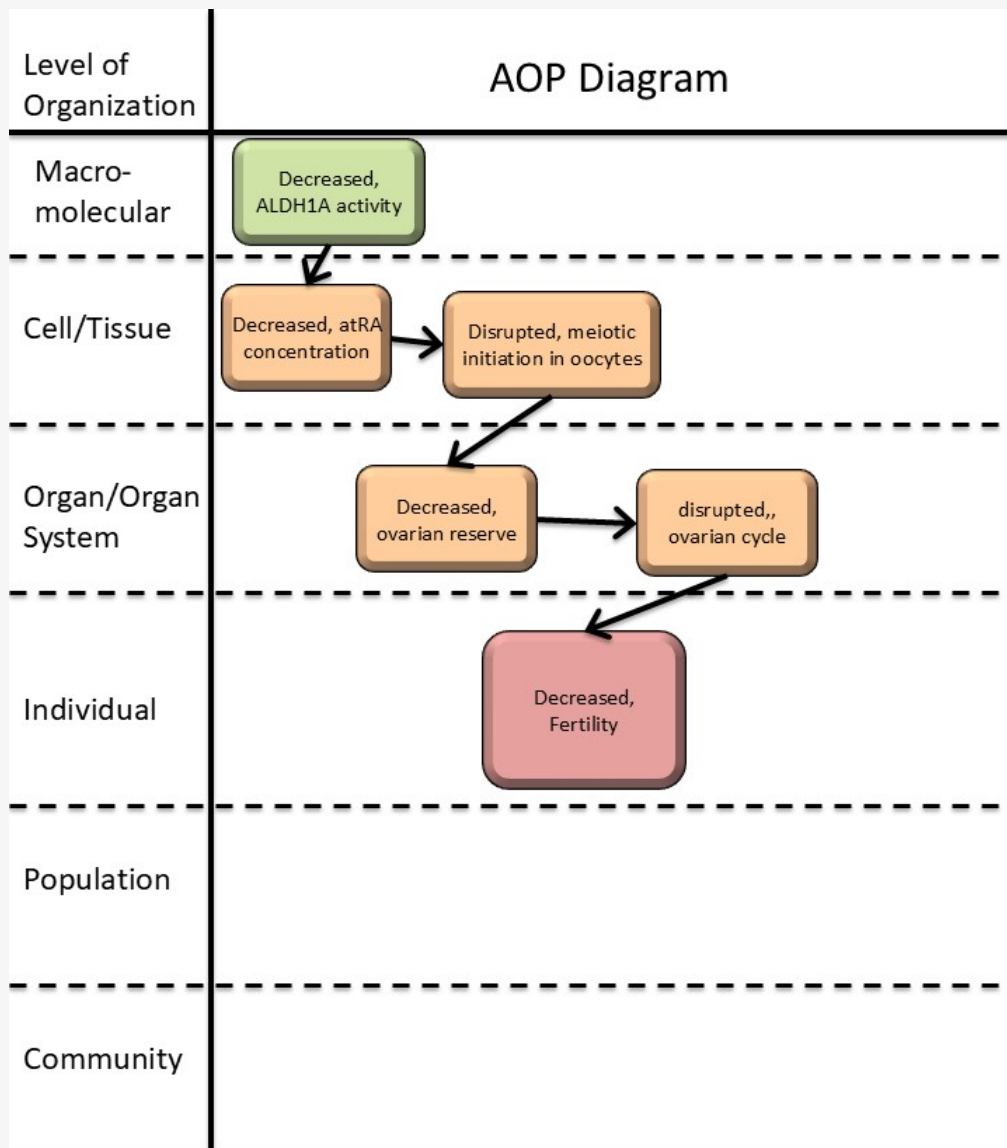 Level of
Organization
AOP Diagram
Macro-
molecular
Decreased,
ALDH1A activity
Cell/Tissue
Decreased, atRA
concentration
Disrupted, meiotic
initiation in oocytes
Organ/Organ
System
Decreased,
ovarian reserve
disrupted,,
ovarian cycle
Individual
Decreased,
Fertility
Population
Community